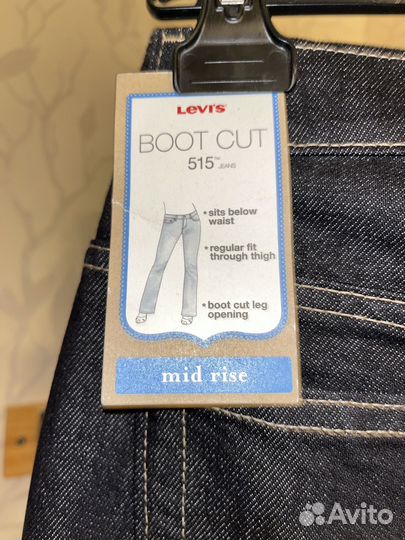 Levi's
BOOT CUT
515™ JEANS
•sits below
waist
•regular fit
through thigh
•boot cut leg
opening
mid rise
Avito